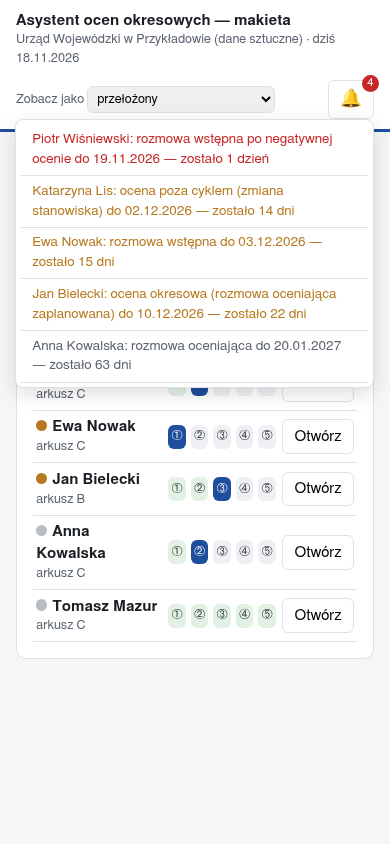 Asystent ocen okresowych — makieta
Urząd Wojewódzki w Przykładowie (dane sztuczne) · dziś
18.11.2026
Zobacz jako przełożony
4
Piotr Wiśniewski: rozmowa wstępna po negatywnej
ocenie do 19.11.2026 — zostało 1 dzień
Katarzyna Lis: ocena poza cyklem (zmiana
stanowiska) do 02.12.2026 — zostało 14 dni
Ewa Nowak: rozmowa wstępna do 03.12.2026 —
zostało 15 dni
Jan Bielecki: ocena okresowa (rozmowa oceniająca
zaplanowana) do 10.12.2026 — zostało 22 dni
Anna Kowalska: rozmowa oceniająca do 20.01.2027
— zostało 63 dni
arkusz C
Ewa Nowak ① ② ③ ④ ⑤ Otwórz
arkusz C
Jan Bielecki ① ② ③ ④ ⑤ Otwórz
arkusz B
Anna
Kowalska ① ② ③ ④ ⑤ Otwórz
arkusz C
Tomasz Mazur ① ② ③ ④ ⑤ Otwórz
arkusz C